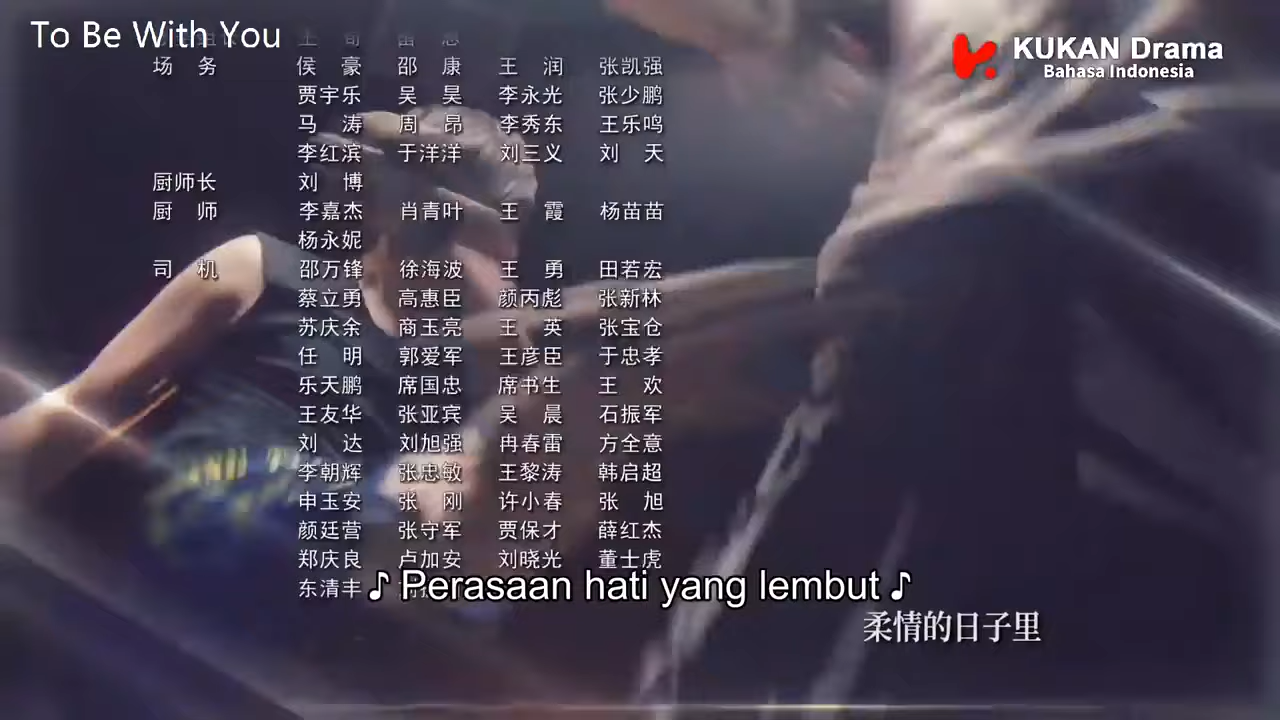 To Be With You
KUKAN Drama
Bahasa Indonesia
场 务 侯 豪 邵 康 王 润 张凯强
贾宇乐 吴 昊 李永光 张少鹏
马 涛 周 昂 李秀东 王乐鸣
李红滨 于洋洋 刘三义 刘 天
厨师长 刘 博
厨 师 李嘉杰 肖青叶 王 霞 杨苗苗
杨永妮
司 机 邵万锋 徐海波 王 勇 田若宏
蔡立勇 高惠臣 颜丙彪 张新林
苏庆余 商玉亮 王 英 张宝仓
任 明 郭爱军 王彦臣 于忠孝
乐天鹏 席国忠 席书生 王 欢
王友华 张亚宾 吴 晨 石振军
刘 达 刘旭强 冉春雷 方全意
李朝辉 张忠敏 王黎涛 韩启超
申玉安 张 刚 许小春 张 旭
颜廷营 张守军 贾保才 薛红杰
郑庆良 卢加安 刘晓光 董士虎
东清丰
♪ Perasaan hati yang lembut ♪
柔情的日子里